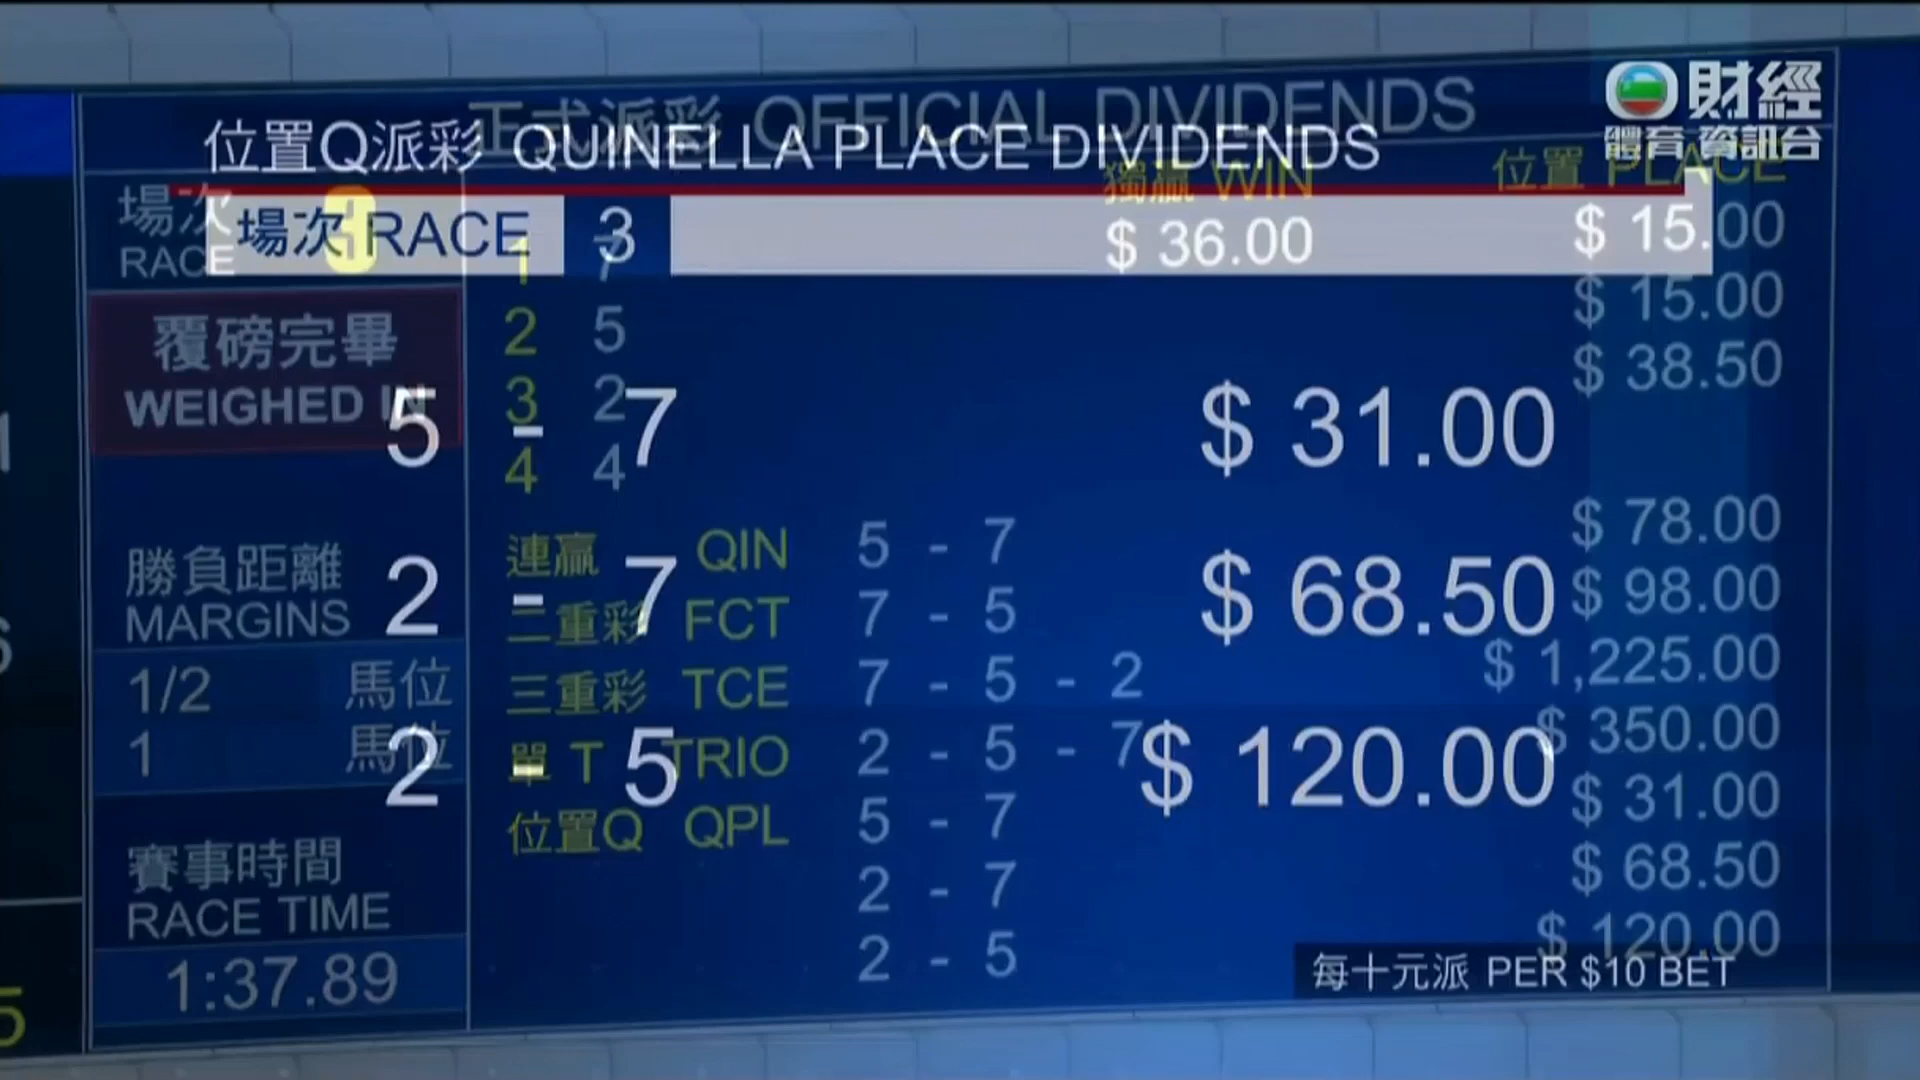 財經
體育 資訊台
正式派彩 OFFICIAL DIVIDENDS
位置Q派彩 QUINELLA PLACE DIVIDENDS
獨贏 WIN 位置 PLACE
場次 RACE 3
場次 3
RACE
1 7 $ 36.00 $ 15.00
2 5 $ 15.00
3 2 $ 38.50
4 4
覆磅完畢
WEIGHED IN
5 - 7 $ 31.00
2 - 7 $ 68.50
2 - 5 $ 120.00
連贏 QIN 5 - 7 $ 78.00
二重彩 FCT 7 - 5 $ 98.00
三重彩 TCE 7 - 5 - 2 $ 1,225.00
單T TRIO 2 - 5 - 7 $ 350.00
位置Q QPL 5 - 7 $ 31.00
2 - 7 $ 68.50
2 - 5 $ 120.00
勝負距離
MARGINS
1/2 馬位
1 馬位
賽事時間
RACE TIME
1:37.89
每十元派 PER $10 BET
5